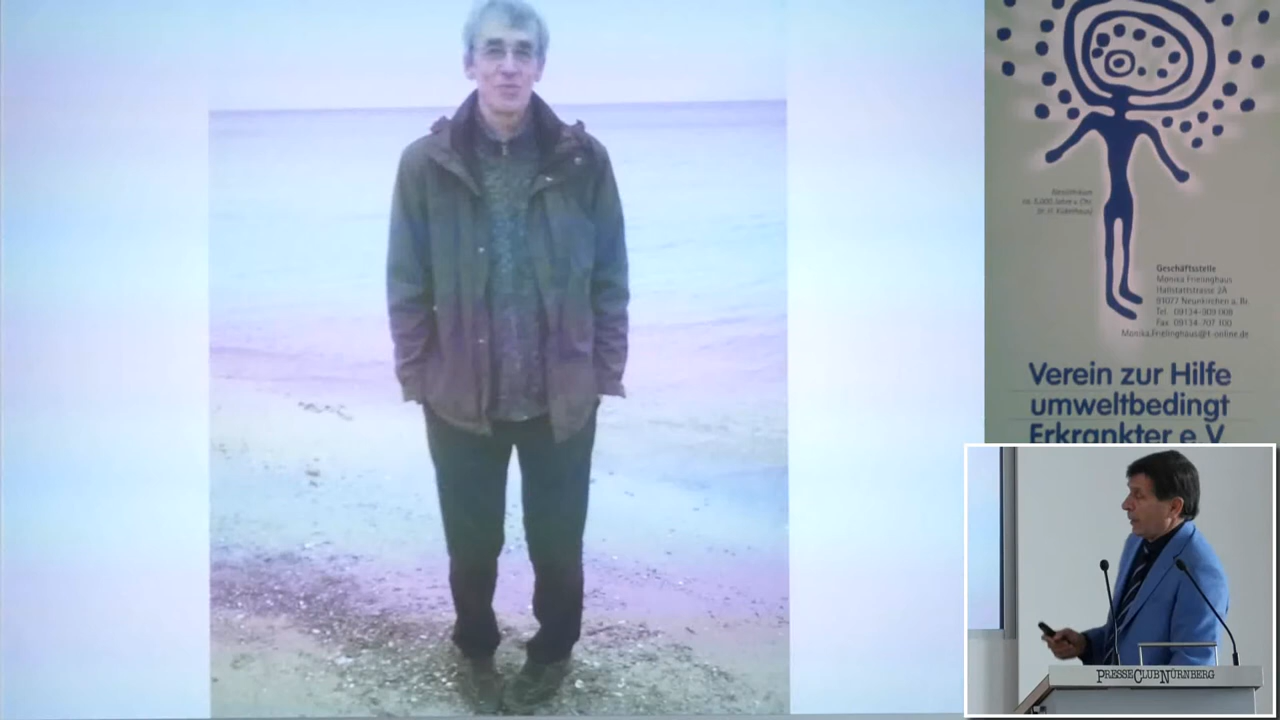 Geschäftsstelle
Monika Frielinghaus
Hallstattstrasse 2A
91077 Neunkirchen a. Br.
Tel. 09134-909 008
Fax 09134-707 100
Monika.Frielinghaus@t-online.de
Verein zur Hilfe
umweltbedingt
Erkrankter e.V.
PRESSECLUB NÜRNBERG